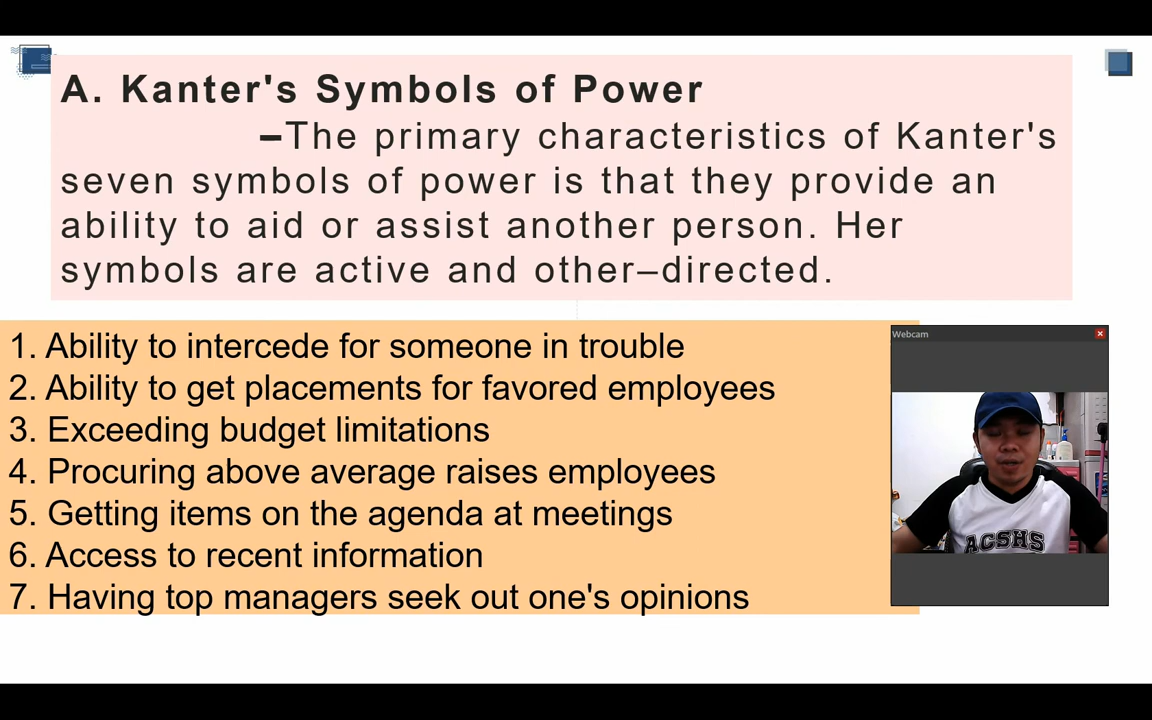 A. Kanter's Symbols of Power
–The primary characteristics of Kanter's
seven symbols of power is that they provide an
ability to aid or assist another person. Her
symbols are active and other–directed.
1. Ability to intercede for someone in trouble
2. Ability to get placements for favored employees
3. Exceeding budget limitations
4. Procuring above average raises employees
5. Getting items on the agenda at meetings
6. Access to recent information
7. Having top managers seek out one's opinions
Webcam
ACSHS